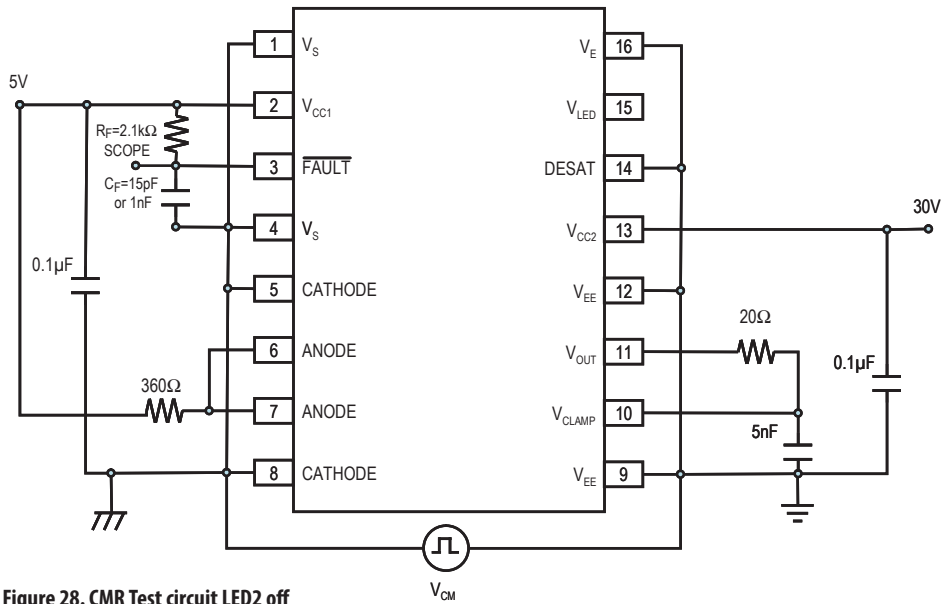 5V
RF=2.1kΩ
SCOPE
CF=15pF
or 1nF
0.1µF
360Ω
1 VS
2 VCC1
3 FAULT
4 VS
5 CATHODE
6 ANODE
7 ANODE
8 CATHODE
VE 16
VLED 15
DESAT 14
VCC2 13
VEE 12
VOUT 11
VCLAMP 10
VEE 9
30V
20Ω
0.1µF
5nF
VCM
Figure 28. CMR Test circuit LED2 off